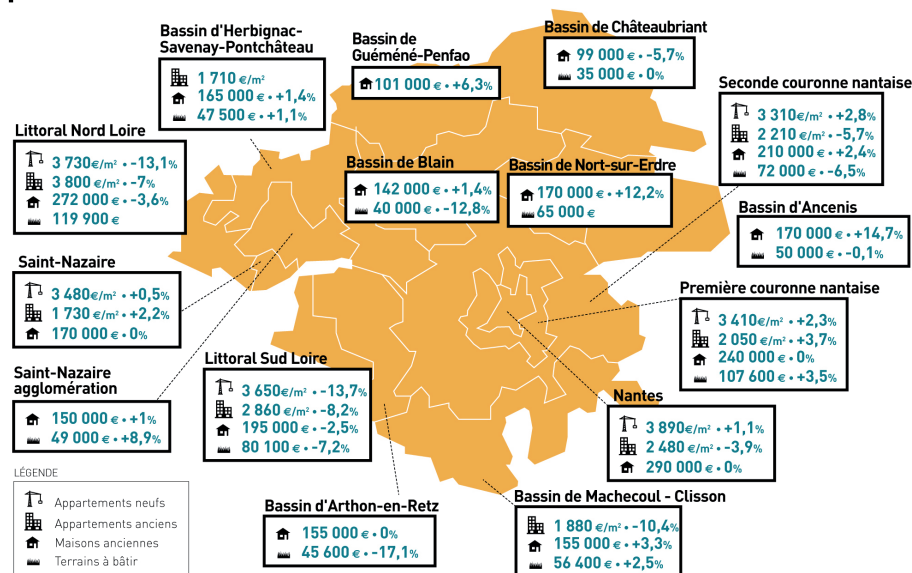 Bassin d'Herbignac-
Savenay-Pontchâteau
1 710 €/m²
165 000 € • +1,4%
47 500 € • +1,1%
Bassin de
Guéméné-Penfao
101 000 € • +6,3%
Bassin de Châteaubriant
99 000 € • -5,7%
35 000 € • 0%
Seconde couronne nantaise
3 310€/m² • +2,8%
2 210 €/m² • -5,7%
210 000 € • +2,4%
72 000 € • -6,5%
Littoral Nord Loire
3 730€/m² • -13,1%
3 800 €/m² • -7%
272 000 € • -3,6%
119 900 €
Bassin de Blain
142 000 € • +1,4%
40 000 € • -12,8%
Bassin de Nort-sur-Erdre
170 000 € • +12,2%
65 000 €
Bassin d'Ancenis
170 000 € • +14,7%
50 000 € • -0,1%
Saint-Nazaire
3 480€/m² • +0,5%
1 730 €/m² • +2,2%
170 000 € • 0%
Première couronne nantaise
3 410€/m² • +2,3%
2 050 €/m² • +3,7%
240 000 € • 0%
107 600 € • +3,5%
Saint-Nazaire
agglomération
150 000 € • +1%
49 000 € • +8,9%
Littoral Sud Loire
3 650€/m² • -13,7%
2 860 €/m² • -8,2%
195 000 € • -2,5%
80 100 € • -7,2%
Nantes
3 890€/m² • +1,1%
2 480 €/m² • -3,9%
290 000 € • 0%
LÉGENDE
Appartements neufs
Appartements anciens
Maisons anciennes
Terrains à bâtir
Bassin d'Arthon-en-Retz
155 000 € • 0%
45 600 € • -17,1%
Bassin de Machecoul - Clisson
1 880 €/m² • -10,4%
155 000 € • +3,3%
56 400 € • +2,5%